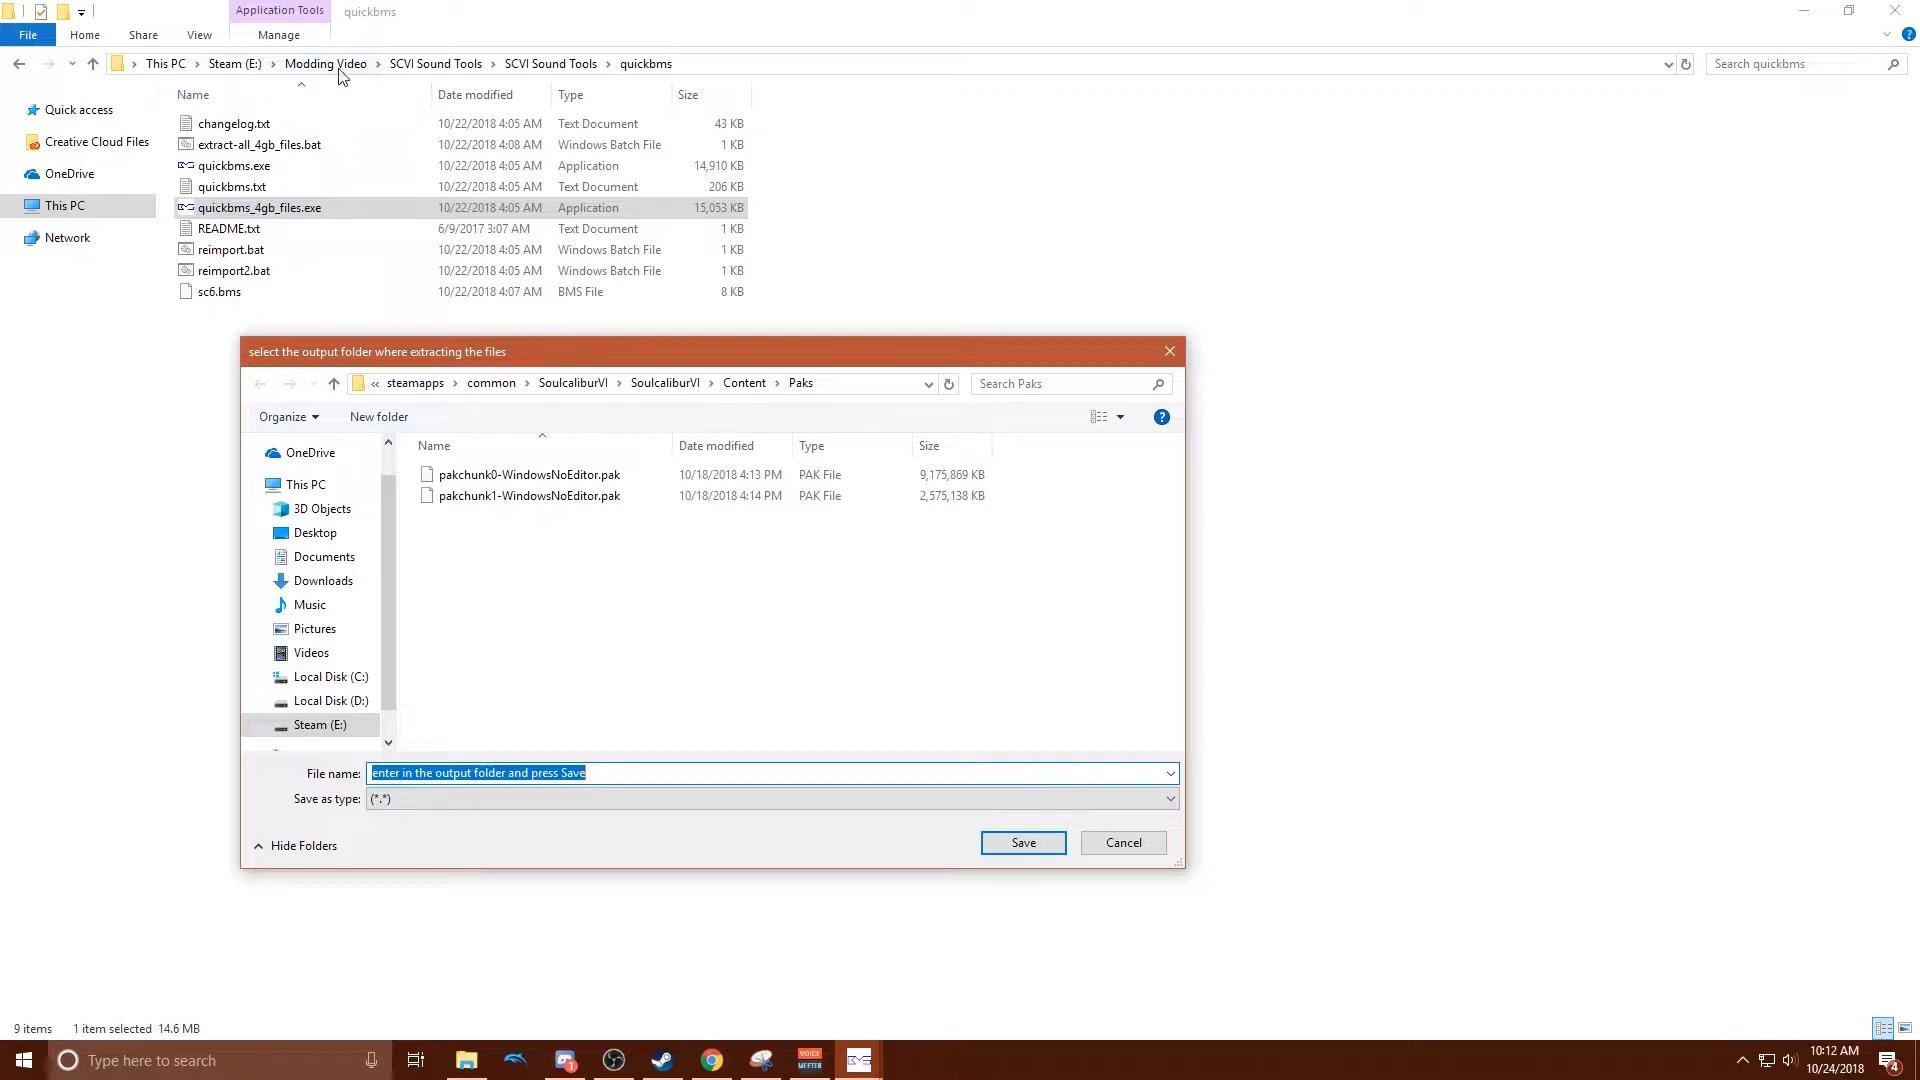 Application Tools
quickbms
File
Home
Share
View
Manage
This PC
Steam (E:)
Modding Video
SCVI Sound Tools
SCVI Sound Tools
quickbms
Search quickbms
Name
Date modified
Type
Size
Quick access
Creative Cloud Files
OneDrive
This PC
Network
changelog.txt 10/22/2018 4:05 AM Text Document 43 KB
extract-all_4gb_files.bat 10/22/2018 4:08 AM Windows Batch File 1 KB
quickbms.exe 10/22/2018 4:05 AM Application 14,910 KB
quickbms.txt 10/22/2018 4:05 AM Text Document 206 KB
quickbms_4gb_files.exe 10/22/2018 4:05 AM Application 15,053 KB
README.txt 6/9/2017 3:07 AM Text Document 1 KB
reimport.bat 10/22/2018 4:05 AM Windows Batch File 1 KB
reimport2.bat 10/22/2018 4:05 AM Windows Batch File 1 KB
sc6.bms 10/22/2018 4:07 AM BMS File 8 KB
select the output folder where extracting the files
« steamapps
common
SoulcaliburVI
SoulcaliburVI
Content
Paks
Search Paks
Organize
New folder
Name
Date modified
Type
Size
OneDrive
This PC
3D Objects
Desktop
Documents
Downloads
Music
Pictures
Videos
Local Disk (C:)
Local Disk (D:)
Steam (E:)
pakchunk0-WindowsNoEditor.pak 10/18/2018 4:13 PM PAK File 9,175,869 KB
pakchunk1-WindowsNoEditor.pak 10/18/2018 4:14 PM PAK File 2,575,138 KB
File name: enter in the output folder and press Save
Save as type: (*.*)
Hide Folders
Save
Cancel
9 items
1 item selected 14.6 MB
Type here to search
VOICE
MEETER
10:12 AM
10/24/2018
4